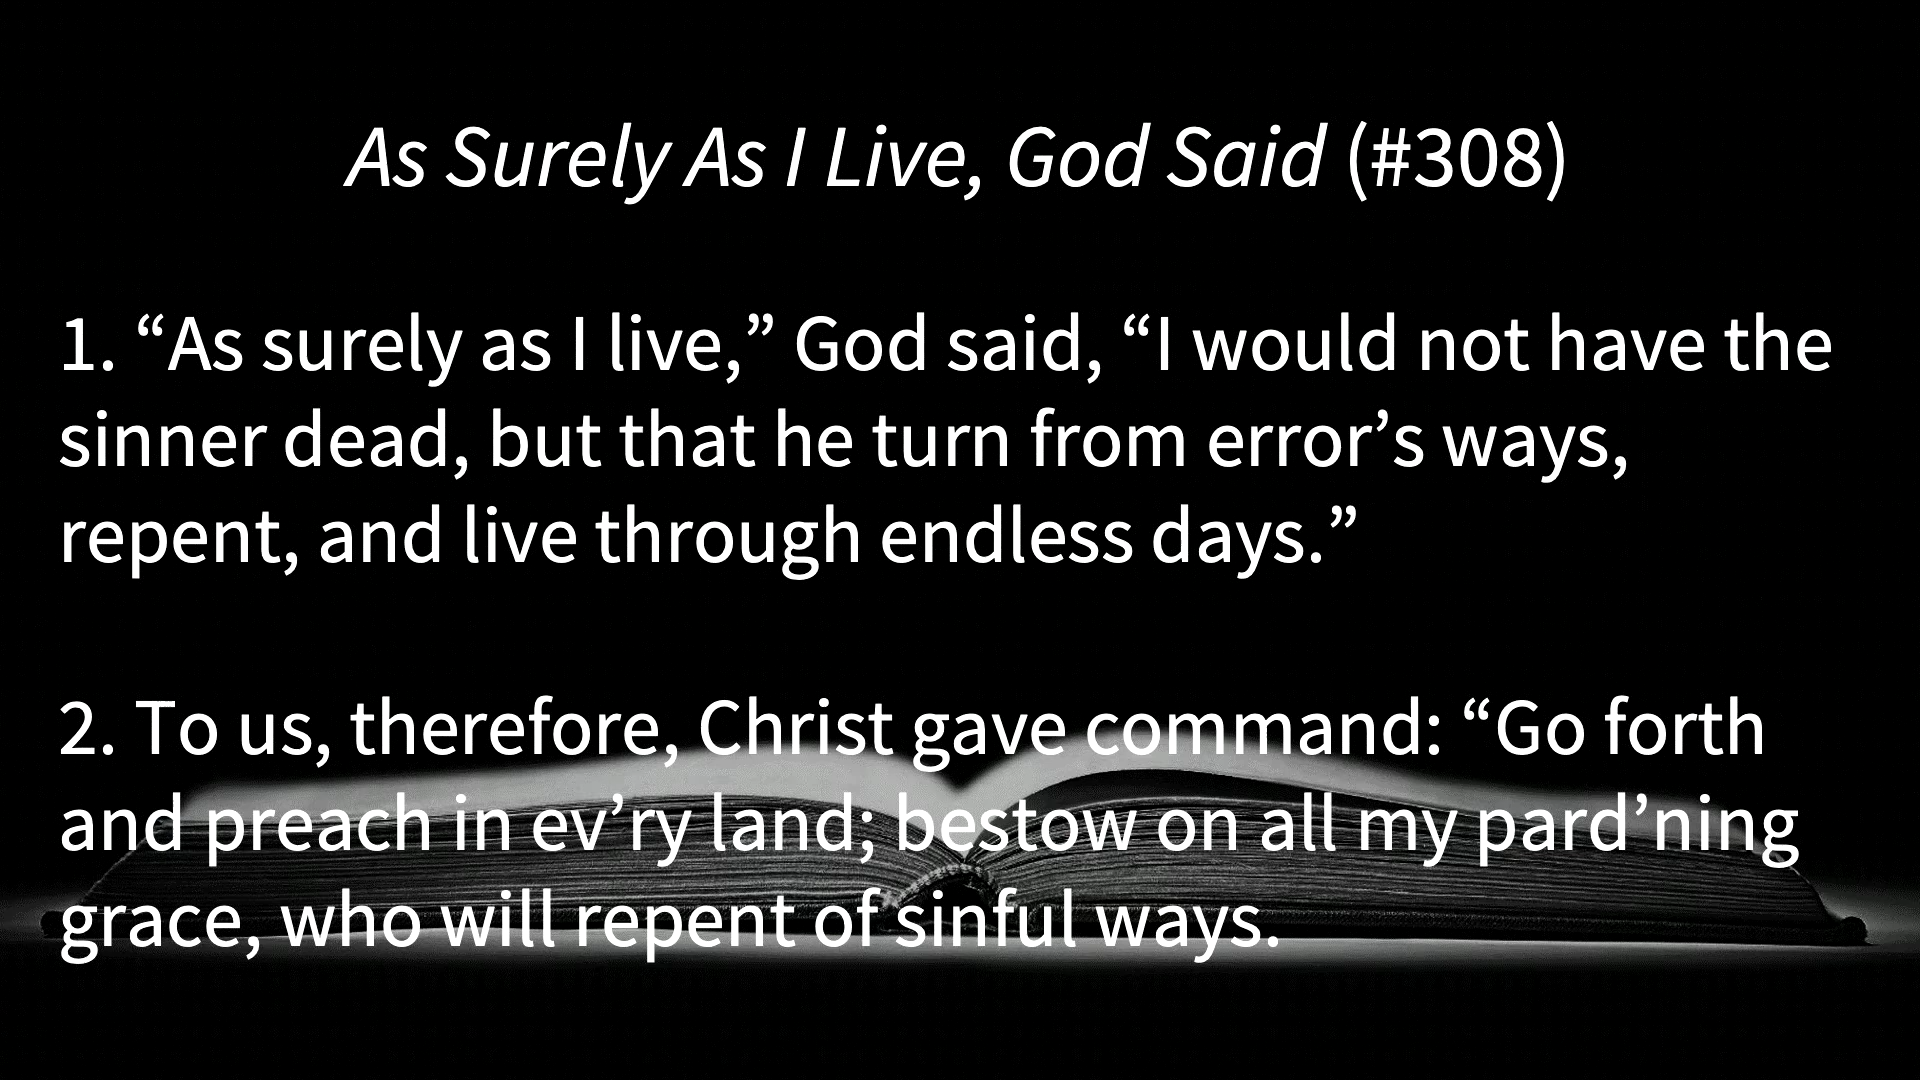 As Surely As I Live, God Said (#308)
1. “As surely as I live,” God said, “I would not have the
sinner dead, but that he turn from error’s ways,
repent, and live through endless days.”
2. To us, therefore, Christ gave command: “Go forth
and preach in ev’ry land; bestow on all my pard’ning
grace, who will repent of sinful ways.